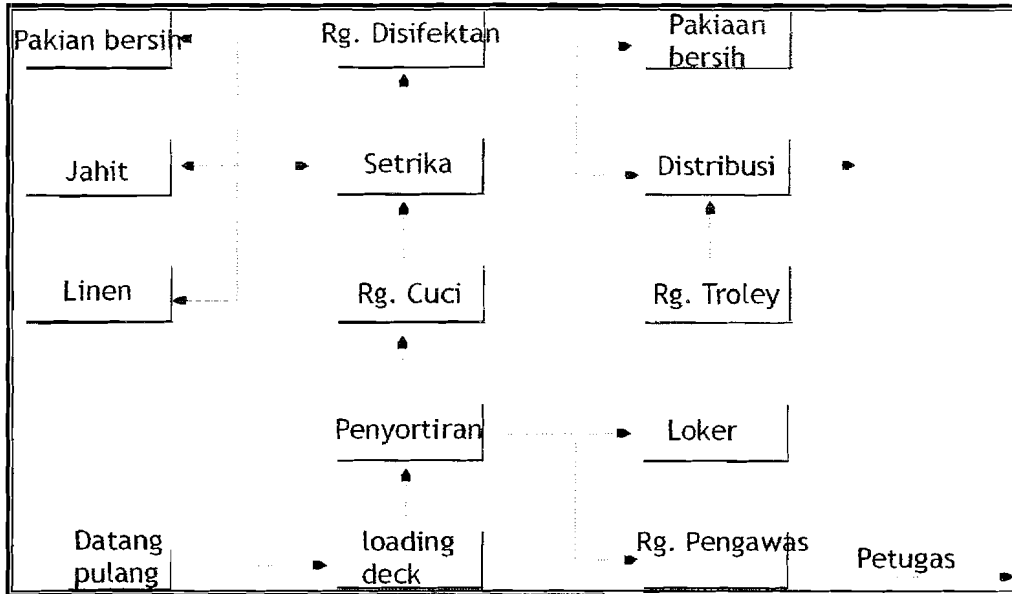 Pakian bersih
Rg. Disifektan
Pakiaan
bersih
Jahit
Setrika
Distribusi
Linen
Rg. Cuci
Rg. Troley
Penyortiran
Loker
Datang
pulang
loading
deck
Rg. Pengawas
Petugas